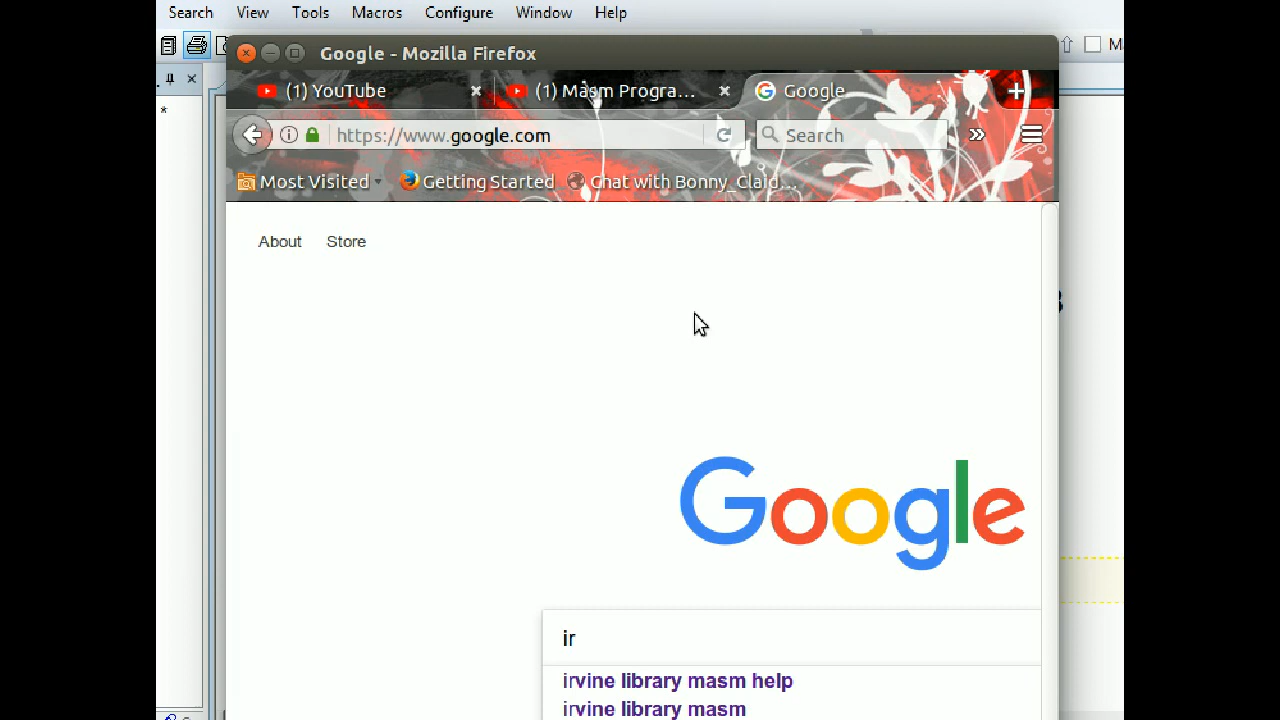 Search View Tools Macros Configure Window Help
Google - Mozilla Firefox
(1) YouTube (1) Masm Progra... Google
https://www.google.com Search
Most Visited Getting Started Chat with Bonny_Claid...
About Store
Google
ir
irvine library masm help
irvine library masm